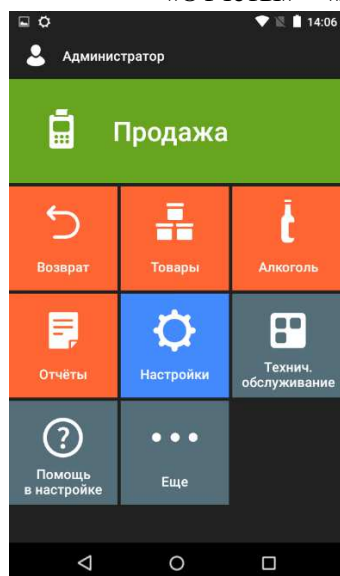 14:06
Администратор
Продажа
Возврат
Товары
Алкоголь
Отчёты
Настройки
Технич.
обслуживание
Помощь
в настройке
Еще